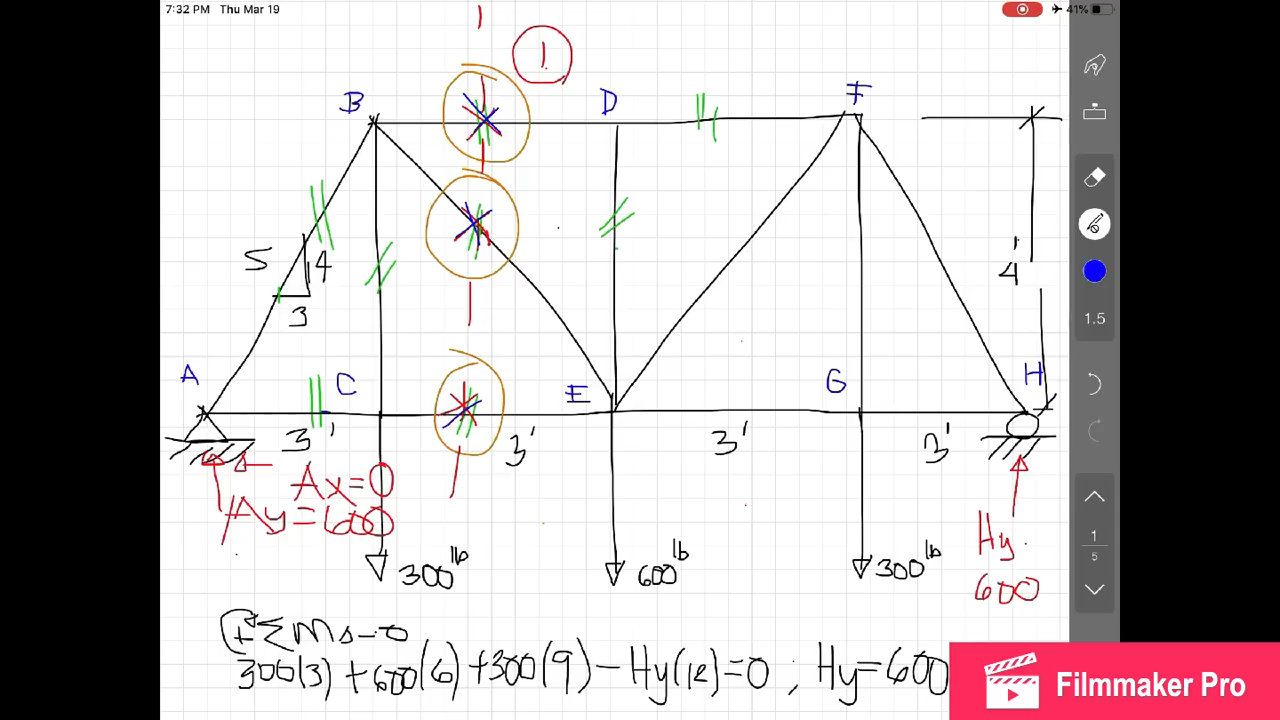 7:32 PM Thu Mar 19
41%
1
B
D
F
5
4
3
4'
A
C
E
G
H
3'
3'
3'
3'
Ax=0
Ay=600
300 lb
600 lb
300 lb
Hy
600
1.5
1
5
+ΣMA=0
300(3)+600(6)+300(9)-Hy(12)=0; Hy=600
Filmmaker Pro